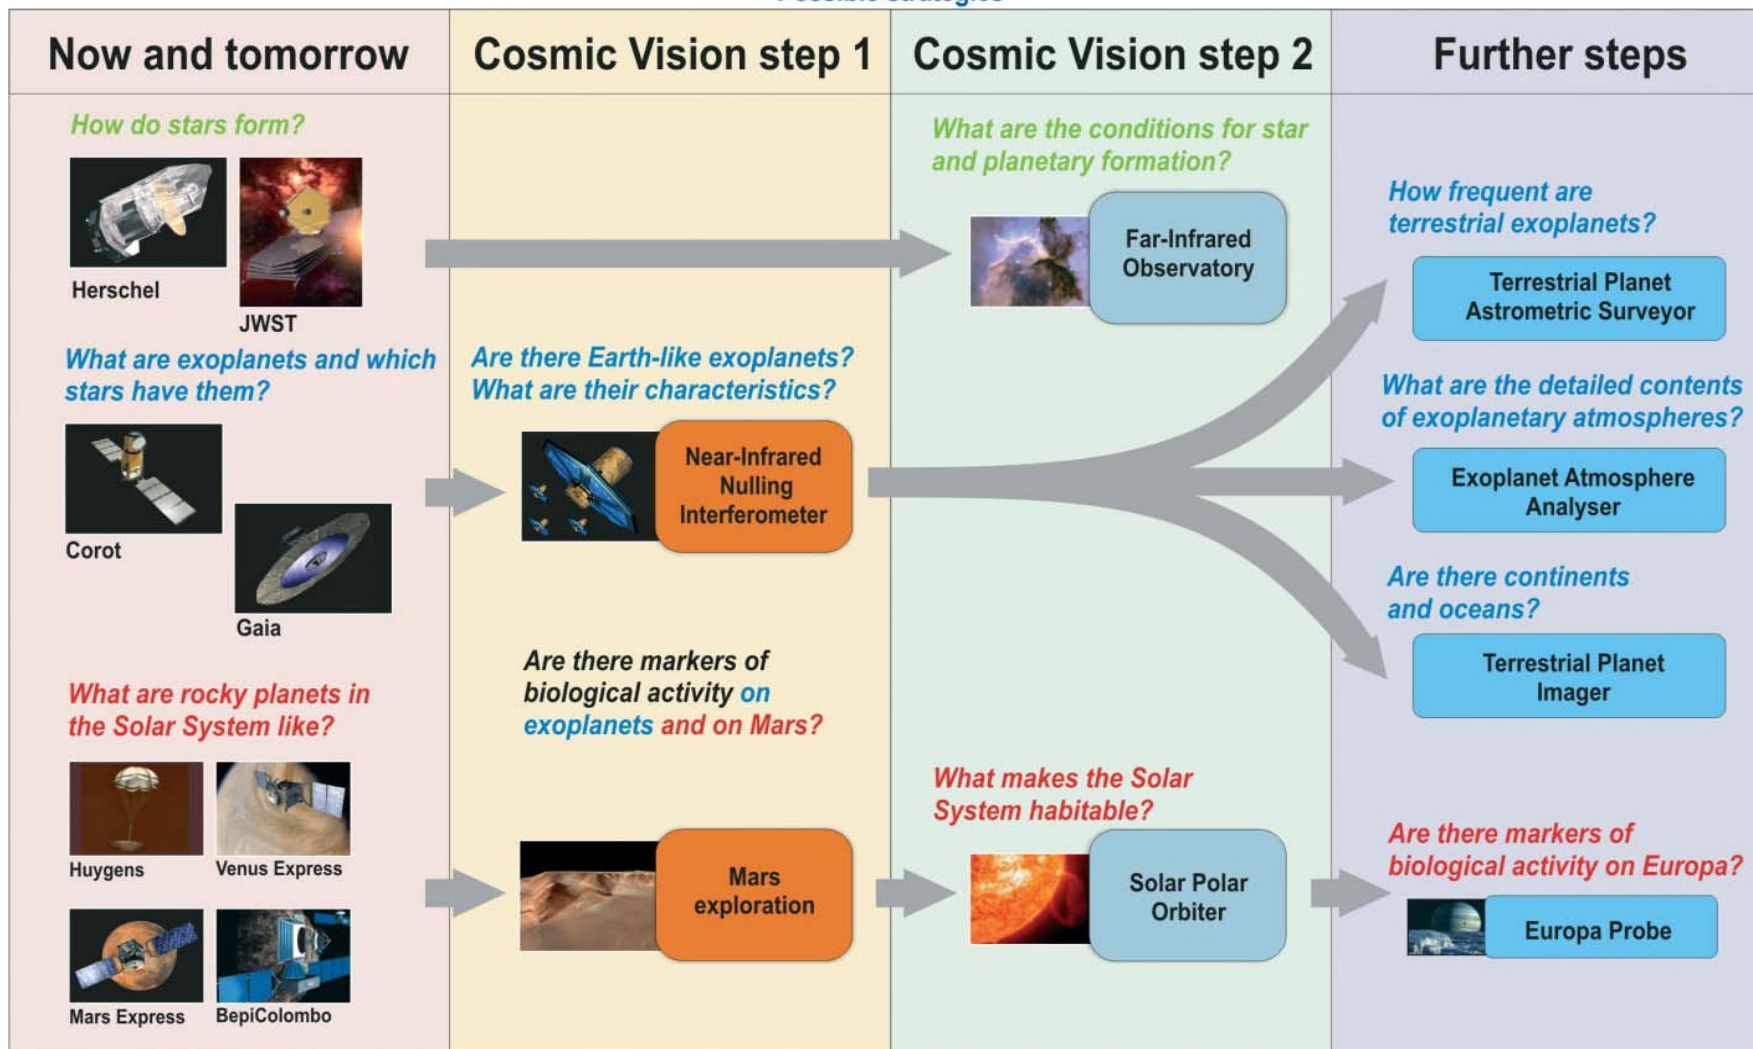 Possible strategies
Now and tomorrow
Cosmic Vision step 1
Cosmic Vision step 2
Further steps
How do stars form?
Herschel
JWST
What are exoplanets and which
stars have them?
Corot
Gaia
What are rocky planets in
the Solar System like?
Huygens
Venus Express
Mars Express
BepiColombo
Are there Earth-like exoplanets?
What are their characteristics?
Near-Infrared
Nulling
Interferometer
Are there markers of
biological activity on
exoplanets and on Mars?
Mars
exploration
What are the conditions for star
and planetary formation?
Far-Infrared
Observatory
What makes the Solar
System habitable?
Solar Polar
Orbiter
How frequent are
terrestrial exoplanets?
Terrestrial Planet
Astrometric Surveyor
What are the detailed contents
of exoplanetary atmospheres?
Exoplanet Atmosphere
Analyser
Are there continents
and oceans?
Terrestrial Planet
Imager
Are there markers of
biological activity on Europa?
Europa Probe